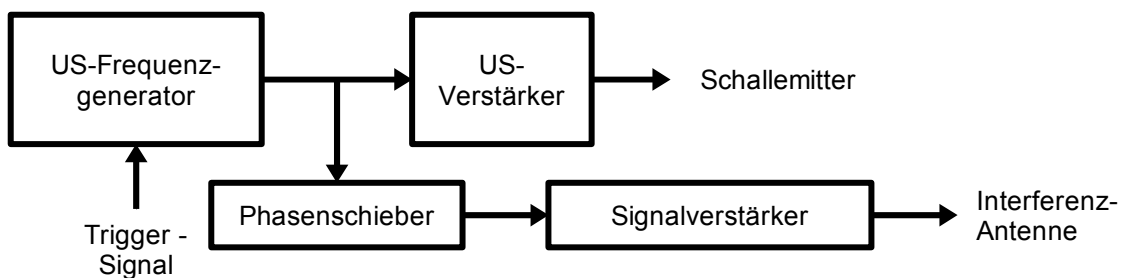 US-Frequenz-
generator
US-
Verstärker
Schallemitter
Phasenschieber
Signalverstärker
Interferenz-
Antenne
Trigger -
Signal